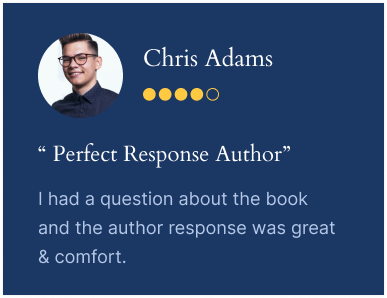 Chris Adams
“ Perfect Response Author”
I had a question about the book
and the author response was great
& comfort.